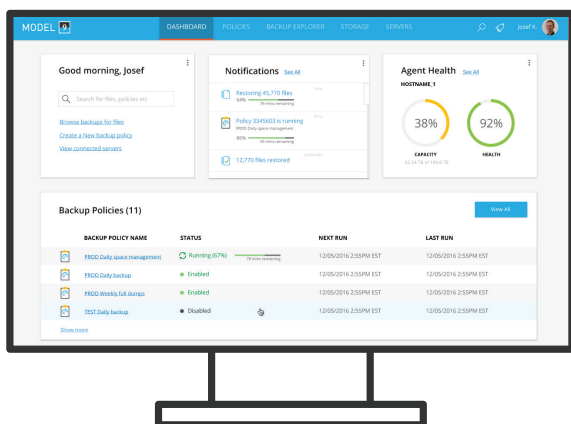 MODEL 9
DASHBOARD POLICIES BACKUP EXPLORER STORAGE SERVERS Josef K.
Good morning, Josef
Search for files, policies etc
Browse backups for files
Create a New backup policy
View connected servers
Notifications See All
Restoring 45,770 files
Policy 3345603 is running
PROD Daily space management
86%
12,770 files restored
Agent Health See All
HOSTNAME_1
38%
CAPACITY
92%
HEALTH
Backup Policies (11) View All
BACKUP POLICY NAME STATUS NEXT RUN LAST RUN
PROD Daily space management Running (67%) 76 mins remaining 12/05/2016 2:55PM EST 12/05/2016 2:55PM EST
PROD Daily backup Enabled 12/05/2016 2:55PM EST 12/05/2016 2:55PM EST
PROD Weekly full dumps Enabled 12/05/2016 2:55PM EST 12/05/2016 2:55PM EST
TEST Daily backup Disabled 12/05/2016 2:55PM EST 12/05/2016 2:55PM EST
Show more